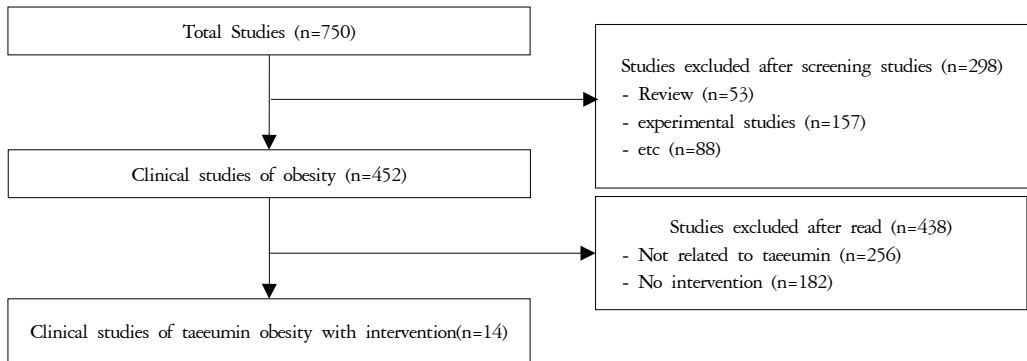 Total Studies (n=750)
Studies excluded after screening studies (n=298)
- Review (n=53)
- experimental studies (n=157)
- etc (n=88)
Clinical studies of obesity (n=452)
Studies excluded after read (n=438)
- Not related to taeeumin (n=256)
- No intervention (n=182)
Clinical studies of taeeumin obesity with intervention(n=14)